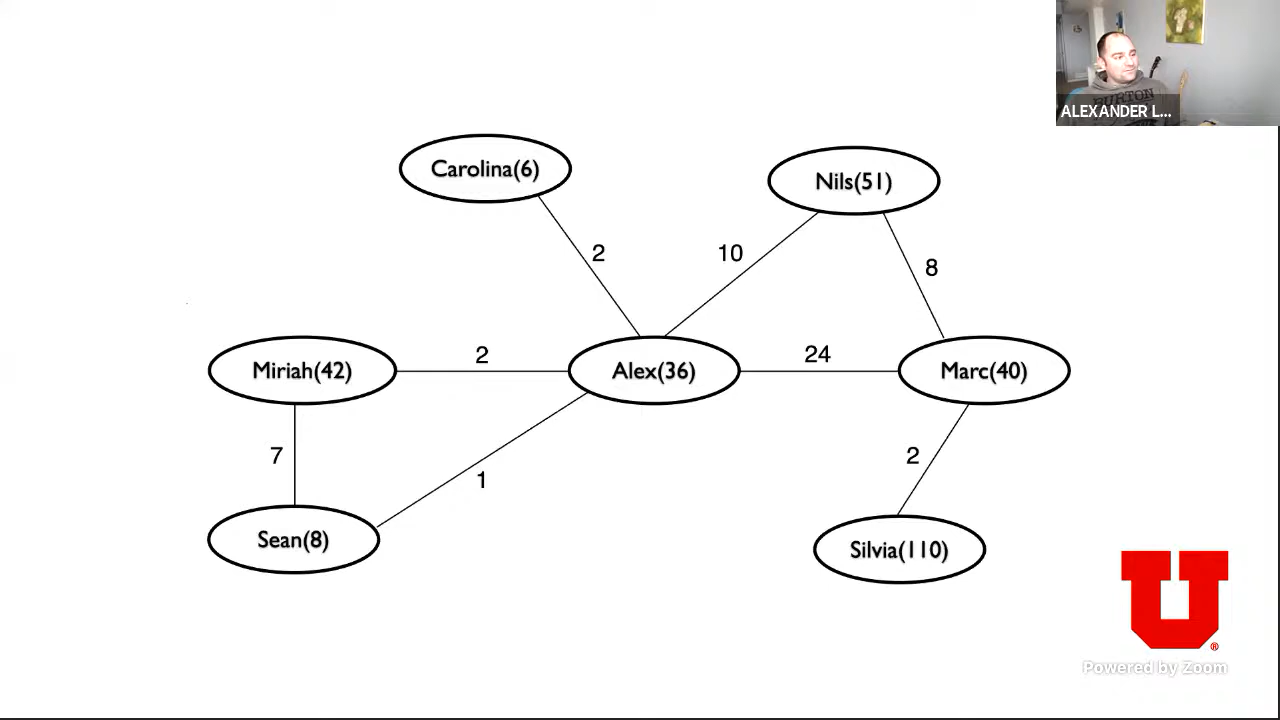 BURTON
ALEXANDER L...
Carolina(6)
Nils(51)
2
10
8
Miriah(42)
2
Alex(36)
24
Marc(40)
7
1
2
Sean(8)
Silvia(110)
U
®
Powered by Zoom